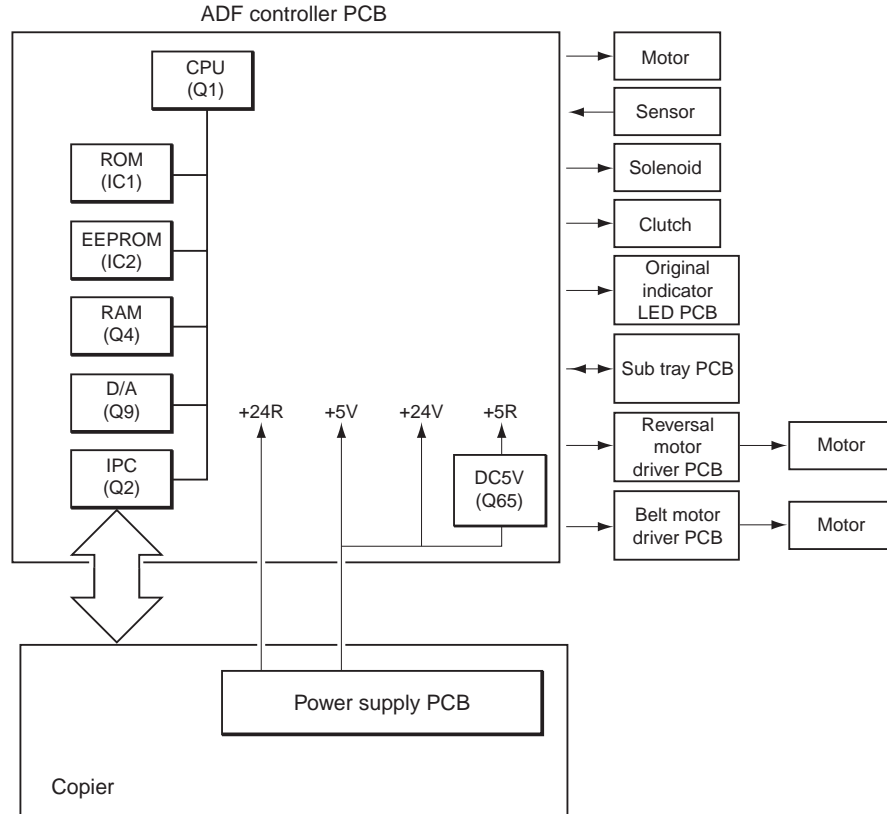 ADF controller PCB
CPU
(Q1)
ROM
(IC1)
EEPROM
(IC2)
RAM
(Q4)
D/A
(Q9)
IPC
(Q2)
+24R
+5V
+24V
+5R
DC5V
(Q65)
Motor
Sensor
Solenoid
Clutch
Original
indicator
LED PCB
Sub tray PCB
Reversal
motor
driver PCB
Motor
Belt motor
driver PCB
Motor
Power supply PCB
Copier